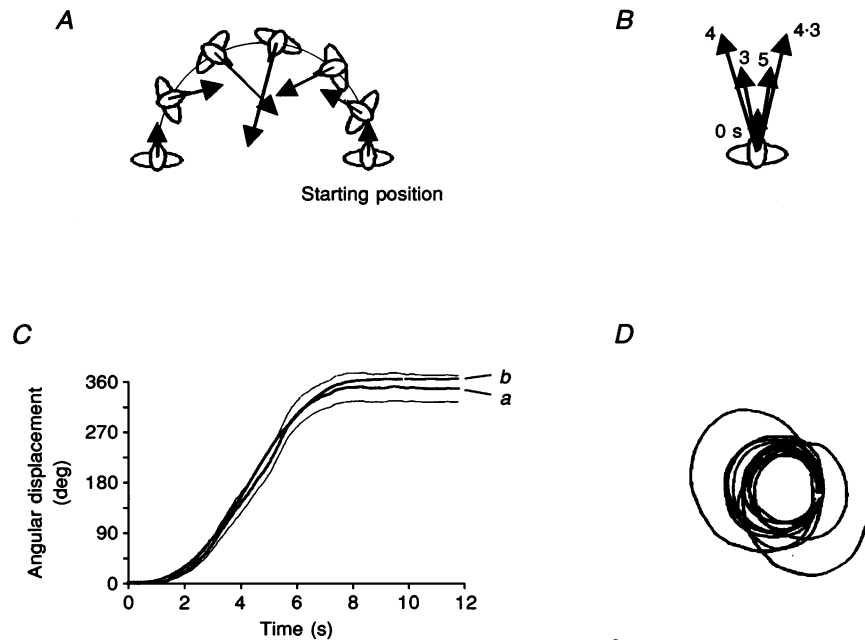 A
B
4
4·3
3
5
0 s
Starting position
C
D
Angular displacement
(deg)
360
270
180
90
0
b
a
0
2
4
6
8
10
12
Time (s)